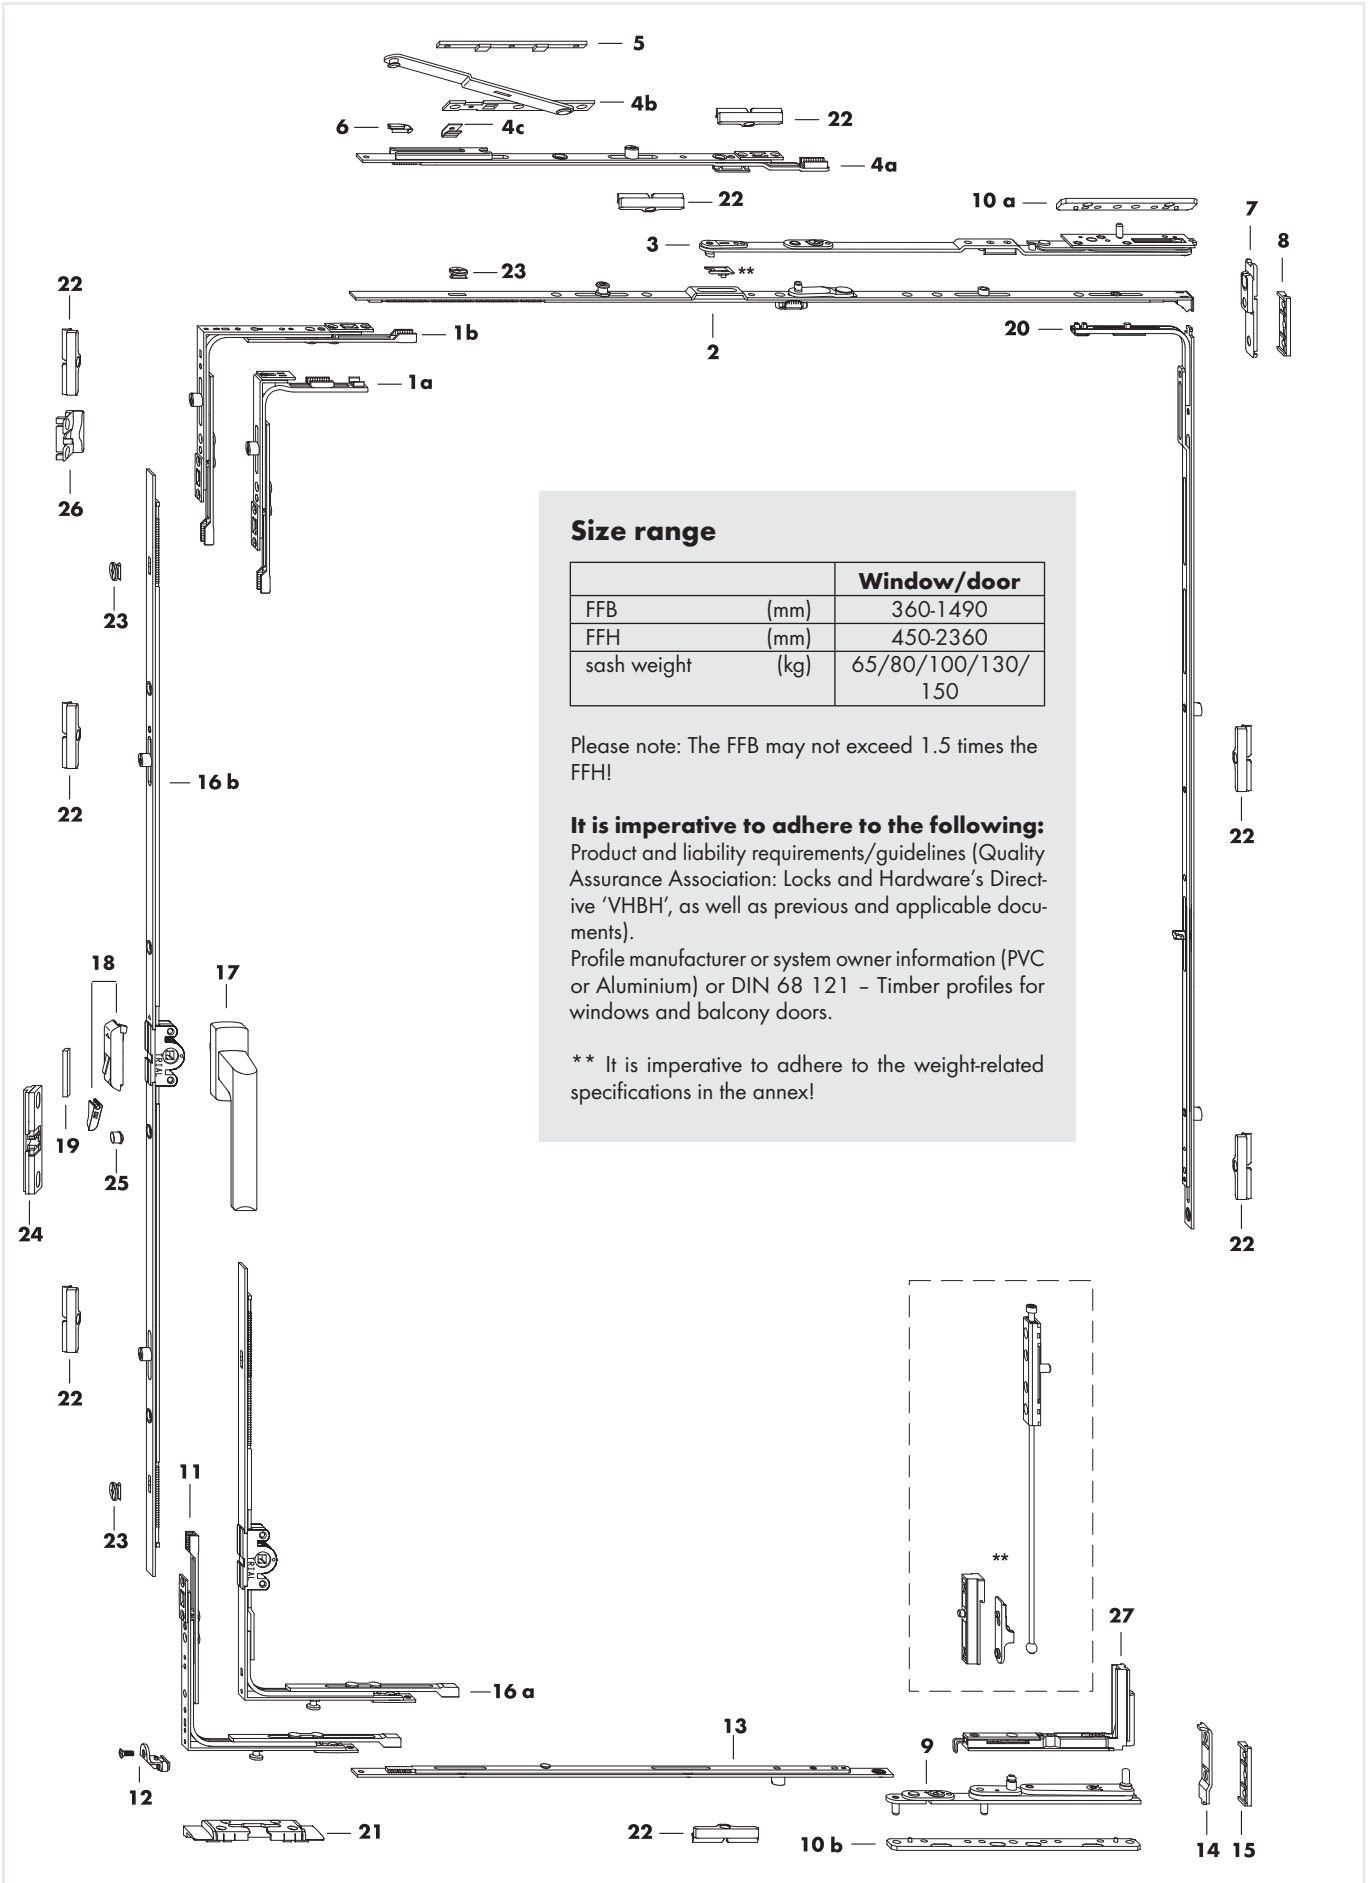 5
4b
22
6
4c
4a
22
10 a
7
8
3
**
23
22
1b
2
20
1a
26
23
22
16 b
Size range
Window/door
FFB (mm) 360-1490
FFH (mm) 450-2360
sash weight (kg) 65/80/100/130/
150
Please note: The FFB may not exceed 1.5 times the
FFH!
It is imperative to adhere to the following:
Product and liability requirements/guidelines (Quality
Assurance Association: Locks and Hardware's Direct-
ive 'VHBH', as well as previous and applicable docu-
ments).
Profile manufacturer or system owner information (PVC
or Aluminium) or DIN 68 121 – Timber profiles for
windows and balcony doors.
** It is imperative to adhere to the weight-related
specifications in the annex!
22
18
17
TRIAL
19
25
24
22
22
11
23
TRIAL
**
27
16 a
13
9
12
21
22
10 b
14
15